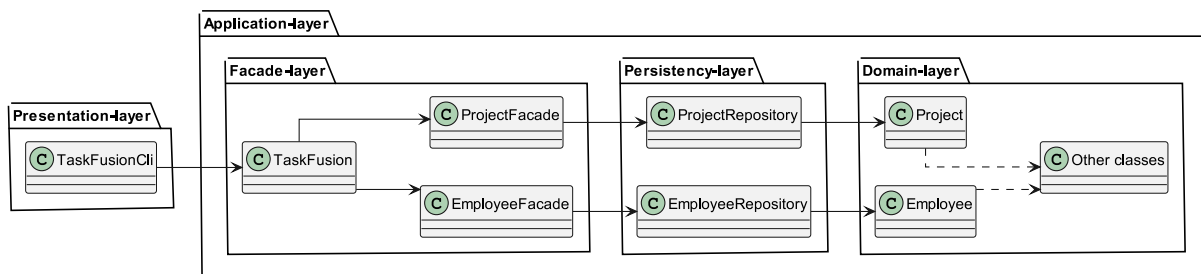 Application-layer
Facade-layer
Persistency-layer
Domain-layer
Presentation-layer
C ProjectFacade
C ProjectRepository
C Project
C TaskFusionCli
C TaskFusion
C Other classes
C EmployeeFacade
C EmployeeRepository
C Employee